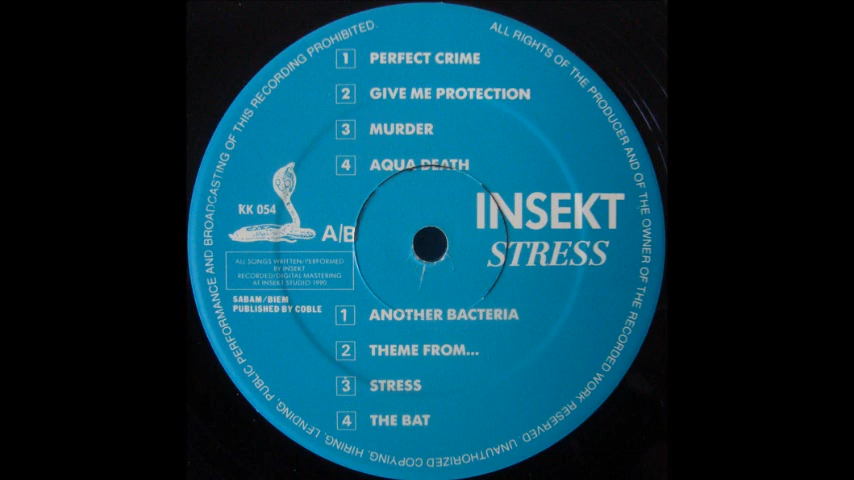 1 PERFECT CRIME
2 GIVE ME PROTECTION
3 MURDER
4 AQUA DEATH
INSEKT
STRESS
KK 054
A/B
ALL SONGS WRITTEN/PERFORMED
BY INSEKT
RECORDED/DIGITAL MASTERING
AT INSEKT STUDIO 1990
SABAM/BIEM
PUBLISHED BY COBLE
1 ANOTHER BACTERIA
2 THEME FROM...
3 STRESS
4 THE BAT
ALL RIGHTS OF THE PRODUCER AND OF THE OWNER OF THE RECORDED WORK RESERVED. UNAUTHORIZED COPYING, HIRING, LENDING, PUBLIC PERFORMANCE AND BROADCASTING OF THIS RECORDING PROHIBITED.